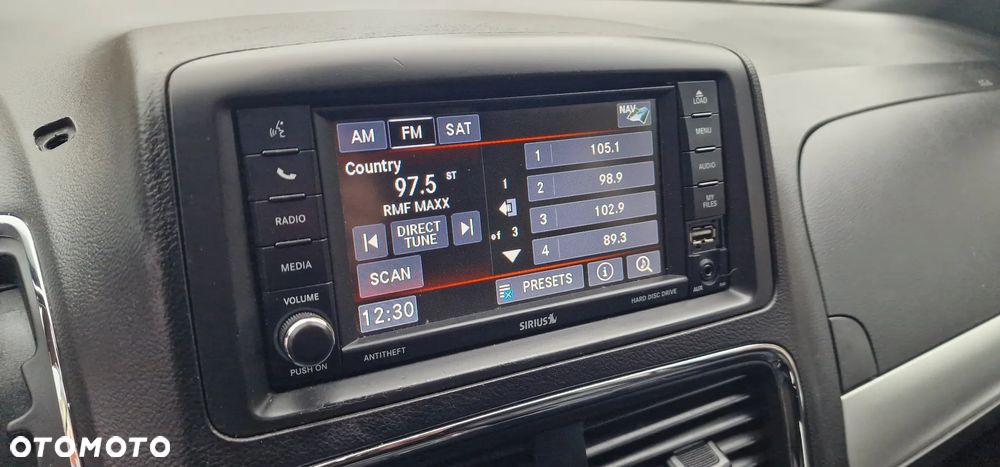 LOAD
NAV
AM FM SAT
MENU
Country
1 105.1
97.5 ST
1
2 98.9
AUDIO
RMF MAXX
RADIO
DIRECT TUNE
3 102.9
MY FILES
of 3
4 89.3
MEDIA
SCAN
PRESETS
VOLUME
12:30
AUX
HARD DISC DRIVE
SIRIUS
PUSH ON
ANTITHEFT
OTOMOTO